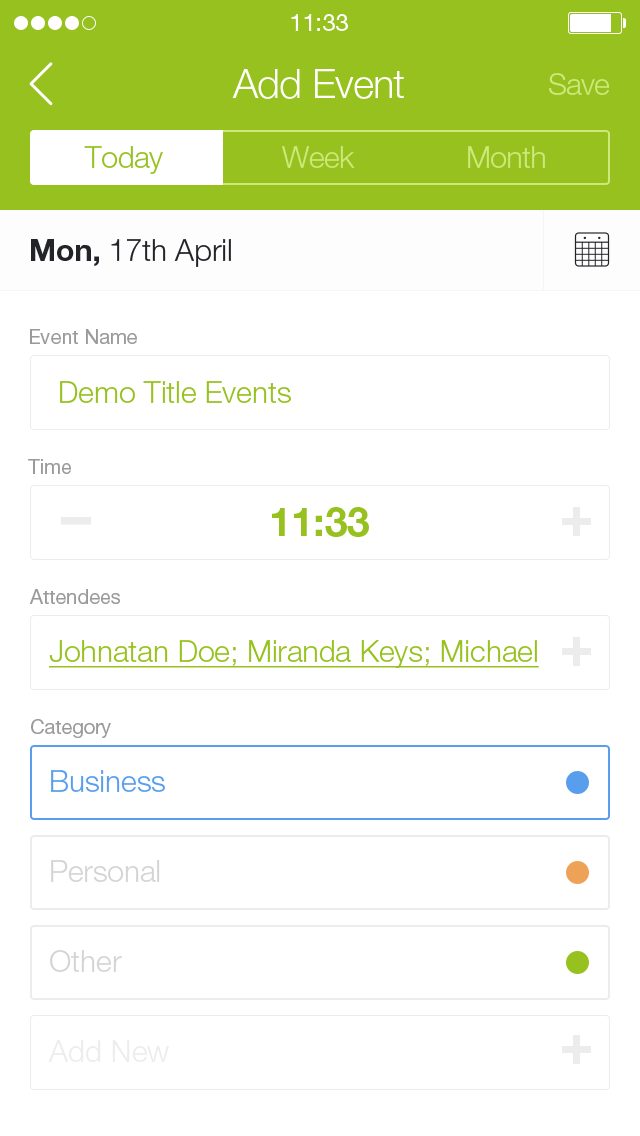 11:33
Add Event Save
Today Week Month
Mon, 17th April
Event Name
Demo Title Events
Time
11:33
Attendees
Johnatan Doe; Miranda Keys; Michael
Category
Business
Personal
Other
Add New